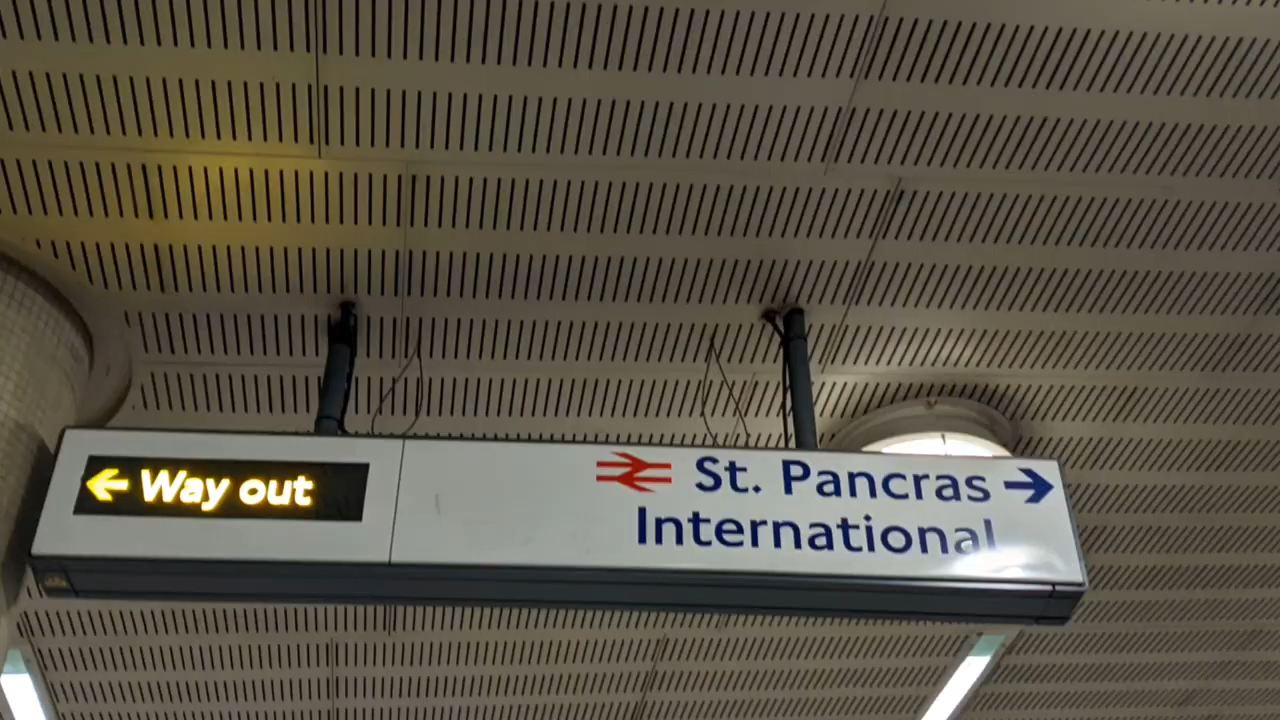 ← Way out
St. Pancras →
International